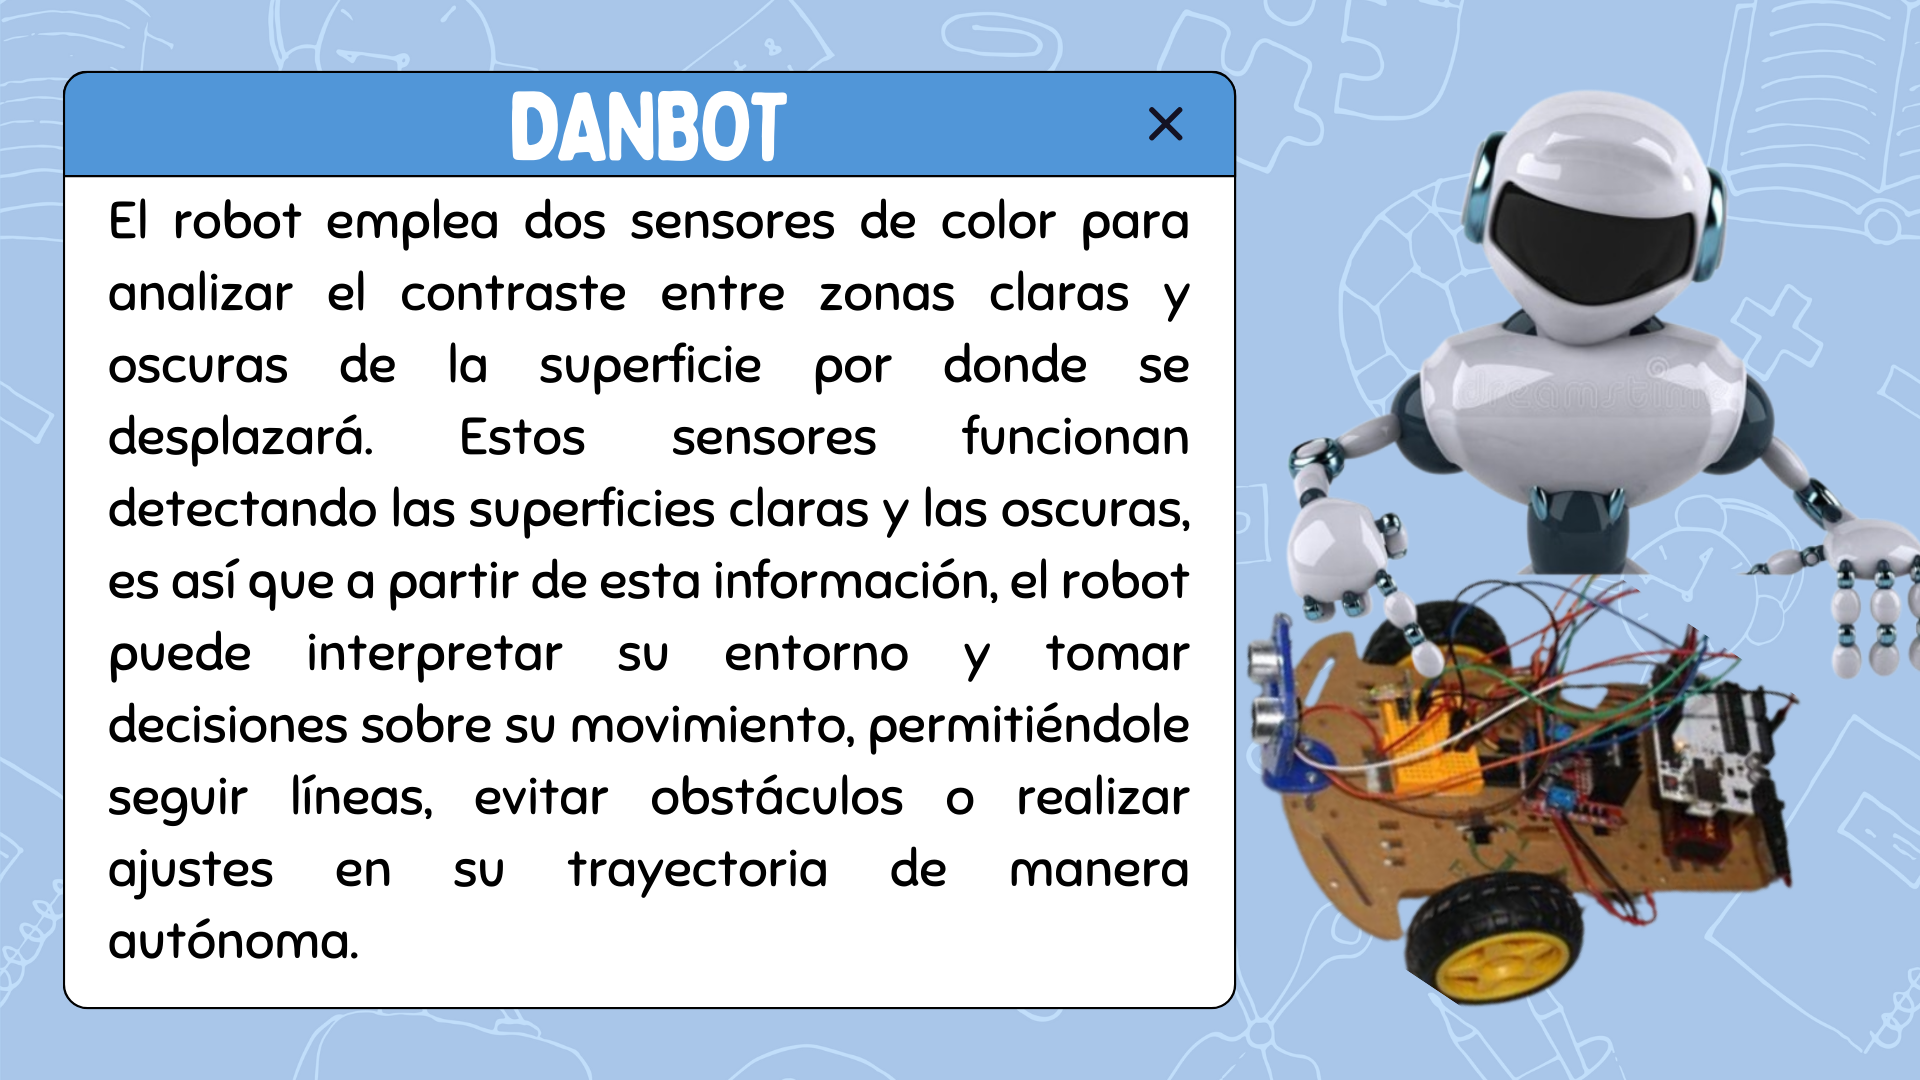 DANBOT
El robot emplea dos sensores de color para
analizar el contraste entre zonas claras y
oscuras de la superficie por donde se
desplazará. Estos sensores funcionan
detectando las superficies claras y las oscuras,
es así que a partir de esta información, el robot
puede interpretar su entorno y tomar
decisiones sobre su movimiento, permitiéndole
seguir líneas, evitar obstáculos o realizar
ajustes en su trayectoria de manera
autónoma.
dreamstime